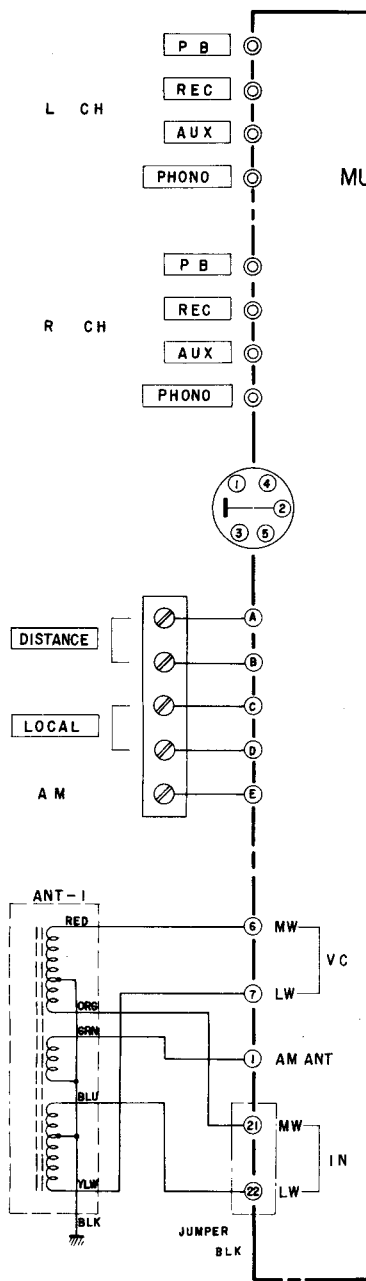 P B
REC
L CH
AUX
PHONO
MU
P B
REC
R CH
AUX
PHONO
1 4
2
3 5
A
DISTANCE
B
C
LOCAL
D
AM
E
ANT-1
RED
6 MW
VC
7 LW
ORG
GRN
1 AM ANT
BLU
21 MW
IN
YLW
22 LW
BLK
JUMPER
BLK